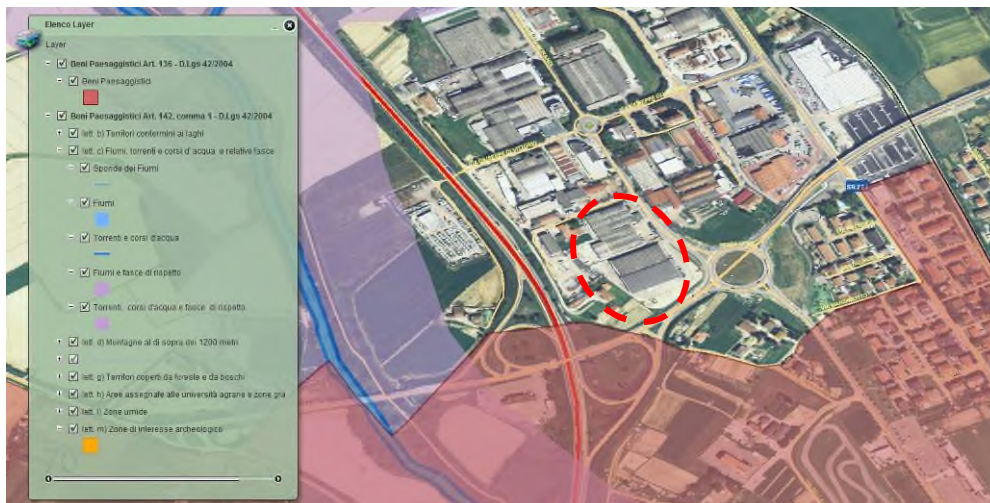 Elenco Layer
Layer
Beni Paesaggistici Art. 136 - D.Lgs 42/2004
Beni Paesaggistici
Beni Paesaggistici Art. 142, comma 1 - D.Lgs 42/2004
lett. b) Territori contermini ai laghi
lett. c) Fiumi, torrenti e corsi d'acqua e relative fasce
Sponde dei Fiumi
Fiumi
Torrenti e corsi d'acqua
Fiumi e fasce di rispetto
Torrenti, corsi d'acqua e fasce di rispetto
lett. d) Montagne al di sopra dei 1200 metri
lett. g) Territori coperti da foreste e da boschi
lett. h) Aree assegnate alle università agrarie e zone gra
lett. i) Zone umide
lett. m) Zone di interesse archeologico